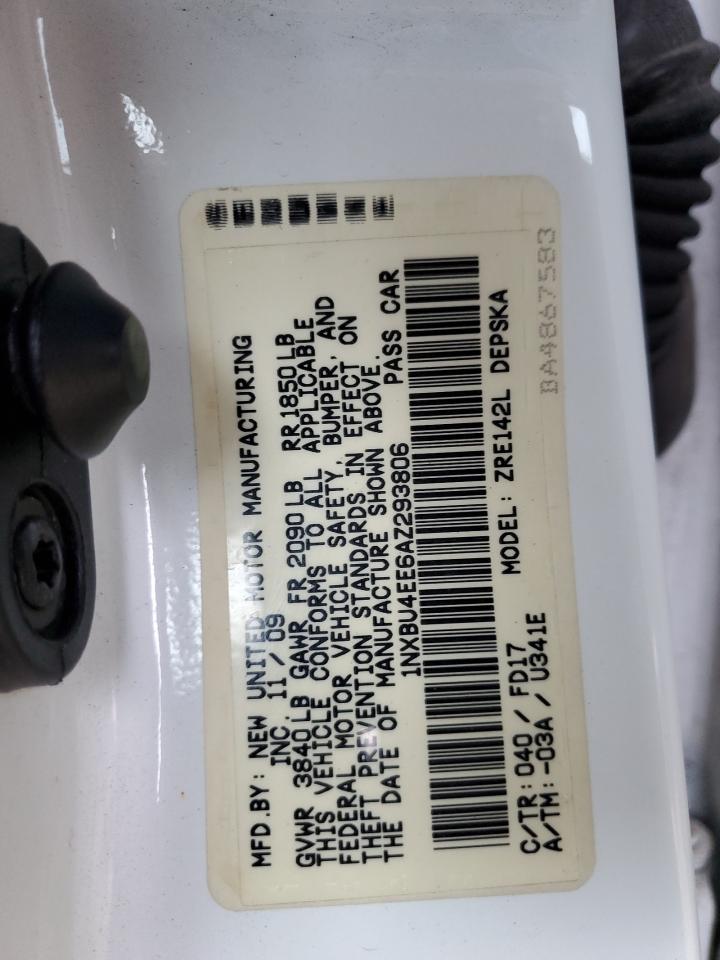 MFD.BY: NEW UNITED MOTOR MANUFACTURING
INC. 11/09
GVWR 3840LB GAWR FR 2090LB RR 1850LB
THIS VEHICLE CONFORMS TO ALL APPLICABLE
FEDERAL MOTOR VEHICLE SAFETY, BUMPER, AND
THEFT PREVENTION STANDARDS IN EFFECT ON
THE DATE OF MANUFACTURE SHOWN ABOVE.
1NXBU4EE6AZ293806 PASS CAR
MODEL: ZRE142L DEPSKA
C/TR: 040 / FD17
A/TM: -03A / U341E
BA4867583